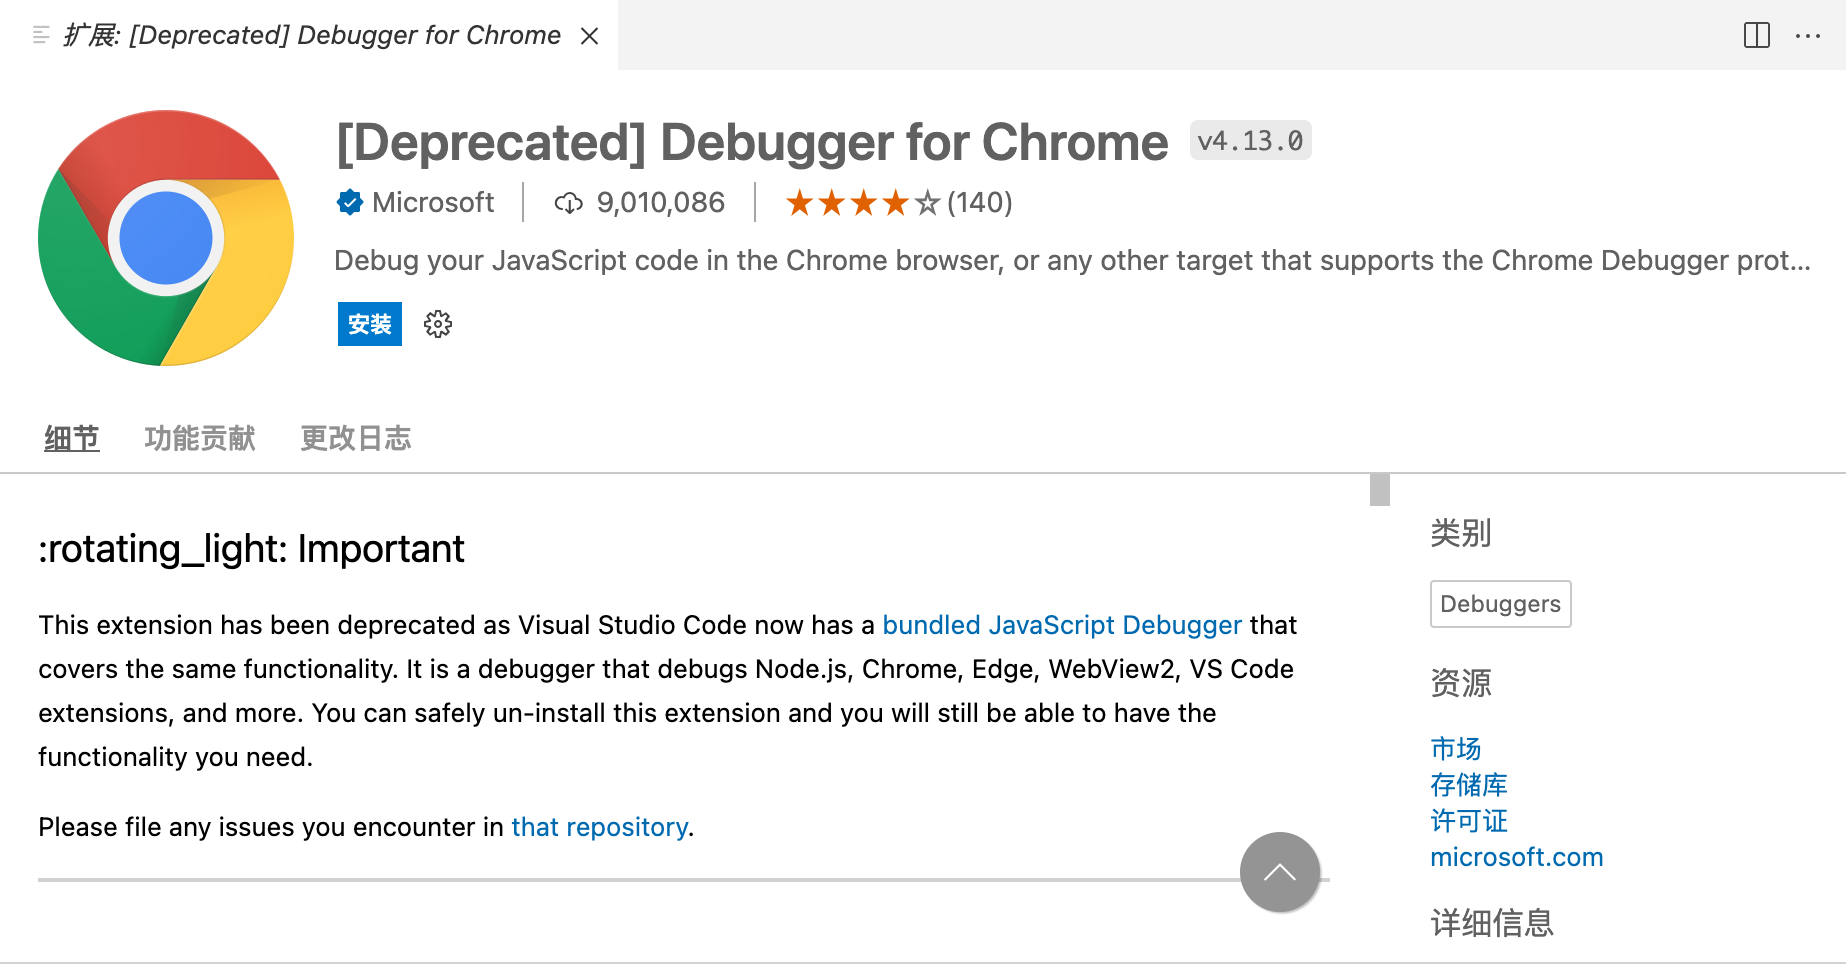 扩展: [Deprecated] Debugger for Chrome
[Deprecated] Debugger for Chrome v4.13.0
Microsoft 9,010,086 (140)
Debug your JavaScript code in the Chrome browser, or any other target that supports the Chrome Debugger prot...
安装
细节 功能贡献 更改日志
:rotating_light: Important
This extension has been deprecated as Visual Studio Code now has a bundled JavaScript Debugger that
covers the same functionality. It is a debugger that debugs Node.js, Chrome, Edge, WebView2, VS Code
extensions, and more. You can safely un-install this extension and you will still be able to have the
functionality you need.
Please file any issues you encounter in that repository.
类别
Debuggers
资源
市场
存储库
许可证
microsoft.com
详细信息